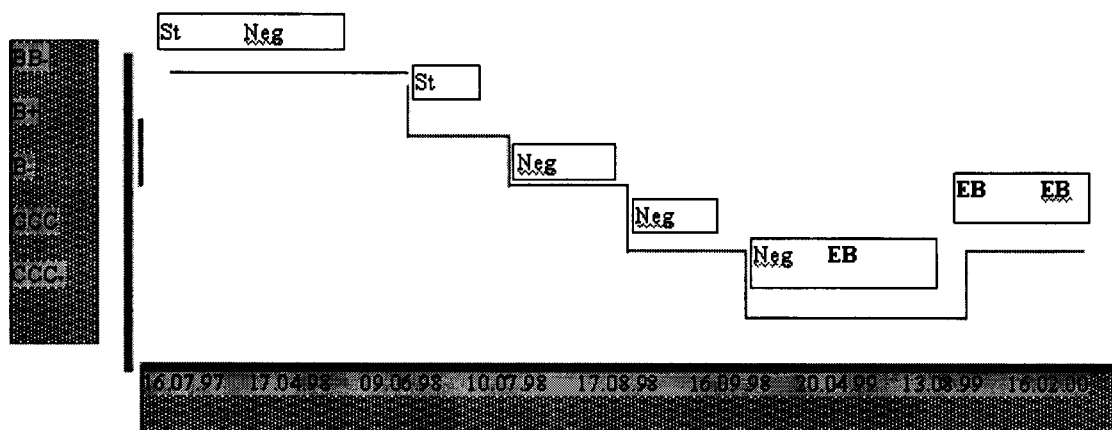 St Neg
BB-
St
B+
Neg
B-
EB EB
Neg
CCC
Neg EB
CCC-
16.07.97 17.04.98 09.06.98 10.07.98 17.08.98 16.09.98 20.04.99 13.08.99 16.02.00